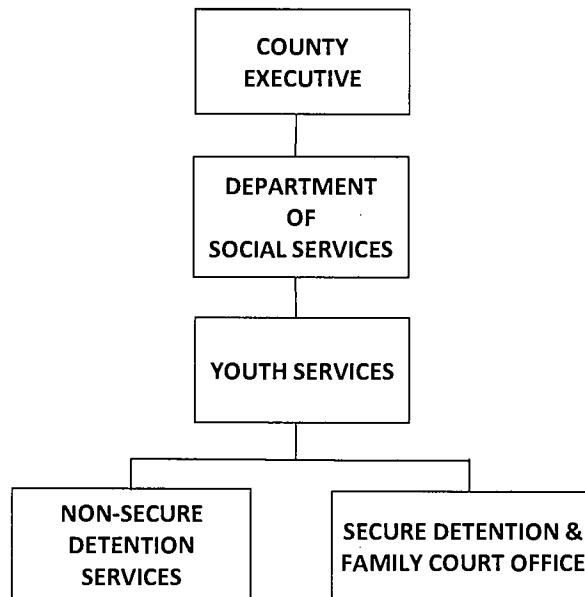 COUNTY
EXECUTIVE
DEPARTMENT
OF
SOCIAL SERVICES
YOUTH SERVICES
NON-SECURE
DETENTION
SERVICES
SECURE DETENTION &
FAMILY COURT OFFICE